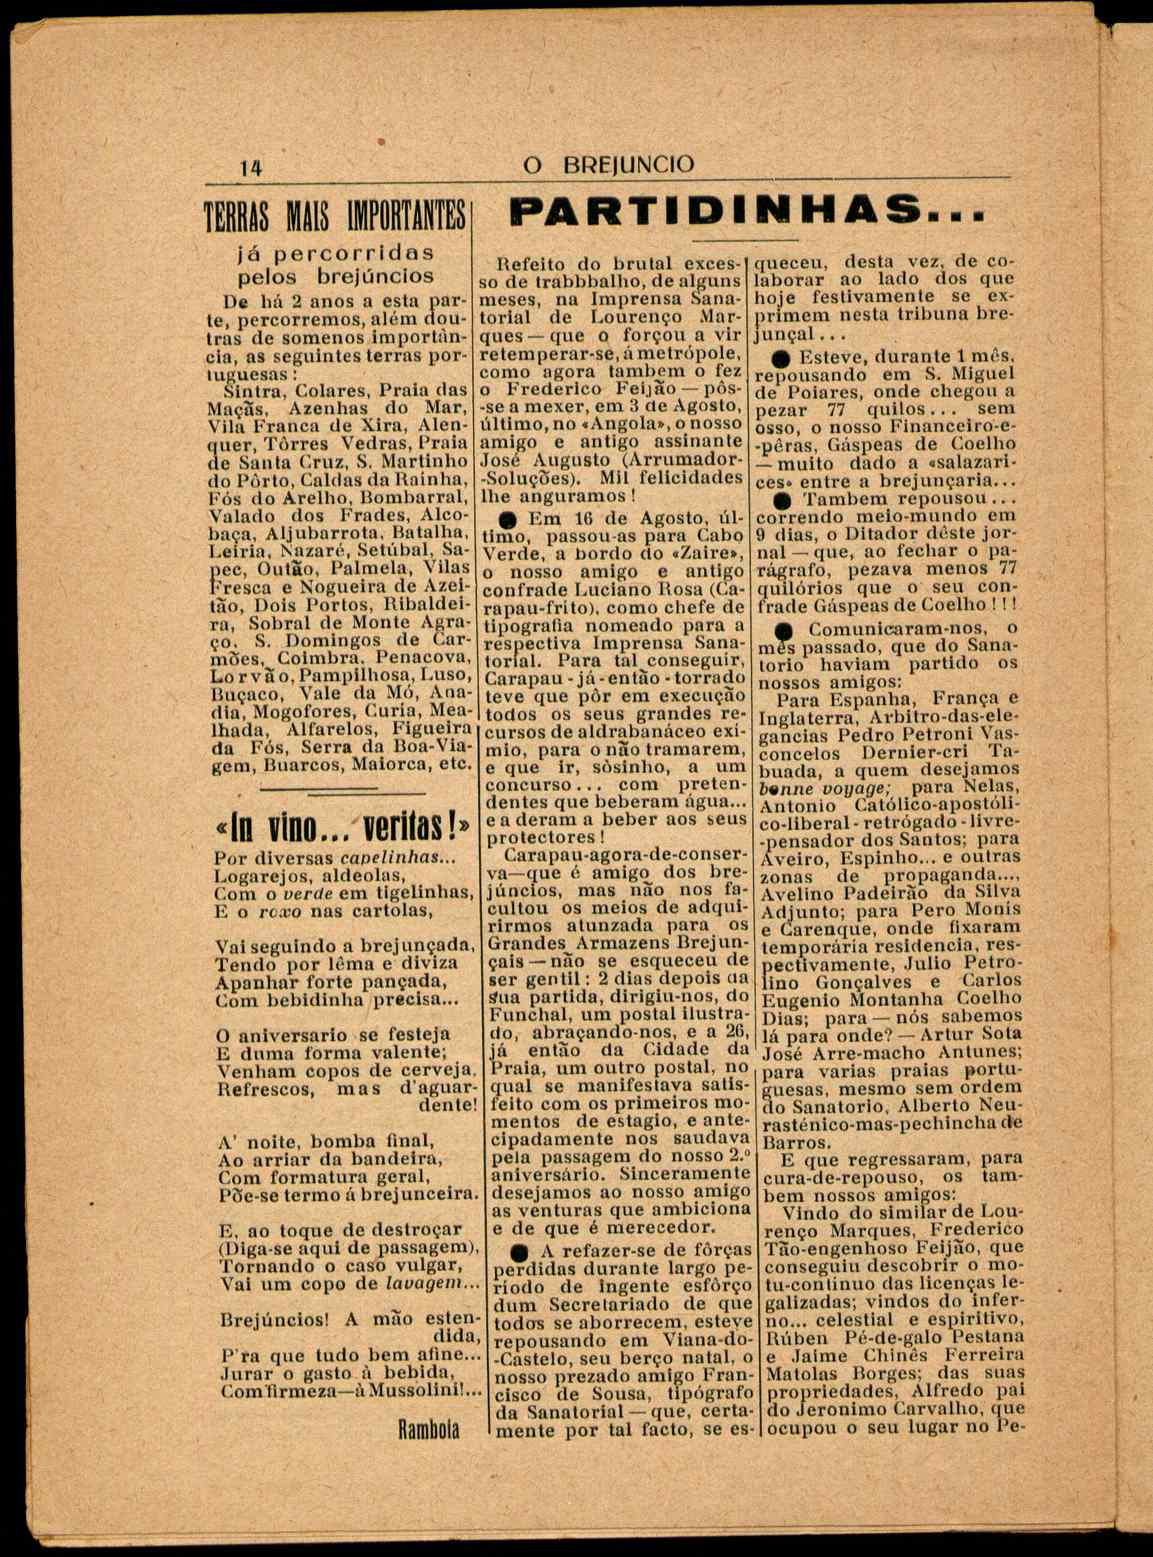 14
O BREJUNCIO
TERRAS MAIS IMPORTANTES
já percorridas
pelos brejúncios
De há 2 anos a esta par-
te, percorremos, além dou-
tras de somenos importân-
cia, as seguintes terras por-
tuguesas:
Sintra, Colares, Praia das
Maçãs, Azenhas do Mar,
Vila Franca de Xira, Alen-
quer, Tôrres Vedras, Praia
de Santa Cruz, S. Martinho
do Pôrto, Caldas da Rainha,
Fós do Arelho, Bombarral,
Valado dos Frades, Alco-
baça, Aljubarrota, Batalha,
Leiria, Nazaré, Setúbal, Sa-
pec, Outão, Palmela, Vilas
Fresca e Nogueira de Azei-
tão, Dois Portos, Ribaldei-
ra, Sobral de Monte Agra-
ço, S. Domingos de Car-
mões, Coimbra, Penacova,
Lorvão, Pampilhosa, Luso,
Buçaco, Vale da Mó, Ana-
dia, Mogofores, Curia, Mea-
lhada, Alfarelos, Figueira
da Fós, Serra da Boa-Via-
gem, Buarcos, Maiorca, etc.
«In vino... veritas!»
Por diversas capelinhas...
Logarejos, aldeolas,
Com o verde em tigelinhas,
E o roxo nas cartolas,
Vai seguindo a brejunçada,
Tendo por lêma e diviza
Apanhar forte pançada,
Com bebidinha precisa...
O aniversario se festeja
E duma forma valente;
Venham copos de cerveja,
Refrescos, mas d'aguar-
dente!
A' noite, bomba final,
Ao arriar da bandeira,
Com formatura geral,
Põe-se termo á brejunceira.
E, ao toque de destroçar
(Diga-se aqui de passagem),
Tornando o caso vulgar,
Vai um copo de lavagem...
Brejúncios! A mão esten-
dida,
P'ra que tudo bem afine...
Jurar o gasto à bebida,
Com firmeza—à Mussolini!...
Rambola
PARTIDINHAS...
Refeito do brutal exces-
so de trabbbalho, de alguns
meses, na Imprensa Sana-
torial de Lourenço Mar-
ques—que o forçou a vir
retemperar-se, á metrópole,
como agora tambem o fez
o Frederico Feijão—pôs-
-se a mexer, em 3 de Agosto,
último, no «Angola», o nosso
amigo e antigo assinante
José Augusto (Arrumador-
-Soluções). Mil felicidades
lhe anguramos!
● Em 16 de Agosto, úl-
timo, passou-as para Cabo
Verde, a bordo do «Zaire»,
o nosso amigo e antigo
confrade Luciano Rosa (Ca-
rapau-frito), como chefe de
tipografia nomeado para a
respectiva Imprensa Sana-
torial. Para tal conseguir,
Carapau-já-então-torrado
teve que pôr em execução
todos os seus grandes re-
cursos de aldrabanáceo exí-
mio, para o não tramarem,
e que ir, sòsinho, a um
concurso... com preten-
dentes que beberam água...
e a deram a beber aos seus
protectores!
Carapau-agora-de-conser-
va—que é amigo dos bre-
júncios, mas não nos fa-
cultou os meios de adqui-
rirmos atunzada para os
Grandes Armazens Brejun-
çais—não se esqueceu de
ser gentil: 2 dias depois da
sua partida, dirigiu-nos, do
Funchal, um postal ilustra-
do, abraçando-nos, e a 26,
já então da Cidade da
Praia, um outro postal, no
qual se manifestava satis-
feito com os primeiros mo-
mentos de estagio, e ante-
cipadamente nos saudava
pela passagem do nosso 2.º
aniversário. Sinceramente
desejamos ao nosso amigo
as venturas que ambiciona
e de que é merecedor.
● A refazer-se de fôrças
perdidas durante largo pe-
ríodo de ingente esfôrço
dum Secretariado de que
todos se aborrecem, esteve
repousando em Viana-do-
-Castelo, seu berço natal, o
nosso prezado amigo Fran-
cisco de Sousa, tipógrafo
da Sanatorial—que, certa-
mente por tal facto, se es-
queceu, desta vez, de co-
laborar ao lado dos que
hoje festivamente se ex-
primem nesta tribuna bre-
junçal...
● Esteve, durante 1 mês,
repousando em S. Miguel
de Poiares, onde chegou a
pezar 77 quilos... sem
osso, o nosso Financeiro-e-
-pêras, Gáspeas de Coelho
—muito dado a «salazari-
ces» entre a brejunçaria...
● Tambem repousou...
correndo meio-mundo em
9 dias, o Ditador dêste jor-
nal—que, ao fechar o pa-
rágrafo, pezava menos 77
quilórios que o seu con-
frade Gáspeas de Coelho!!!
● Comunicaram-nos, o
mês passado, que do Sana-
torio haviam partido os
nossos amigos:
Para Espanha, França e
Inglaterra, Arbitro-das-ele-
gancias Pedro Petroni Vas-
concelos Dernier-cri Ta-
buada, a quem desejamos
bonne voyage; para Nelas,
Antonio Católico-apostóli-
co-liberal-retrógado-livre-
-pensador dos Santos; para
Aveiro, Espinho... e outras
zonas de propaganda...,
Avelino Padeirão da Silva
Adjunto; para Pero Monis
e Carenque, onde fixaram
temporária residencia, res-
pectivamente, Julio Petro-
lino Gonçalves e Carlos
Eugenio Montanha Coelho
Dias; para—nós sabemos
lá para onde?—Artur Sota
José Arre-macho Antunes;
para varias praias portu-
guesas, mesmo sem ordem
do Sanatorio, Alberto Neu-
rasténico-mas-pechincha de
Barros.
E que regressaram, para
cura-de-repouso, os tam-
bem nossos amigos:
Vindo do similar de Lou-
renço Marques, Frederico
Tão-engenhoso Feijão, que
conseguiu descobrir o mo-
tu-continuo das licenças le-
galizadas; vindos do infer-
no... celestial e espiritivo,
Rúben Pé-de-galo Pestana
e Jaime Chinês Ferreira
Matolas Borges; das suas
propriedades, Alfredo pai
do Jeronimo Carvalho, que
ocupou o seu lugar no Pe-